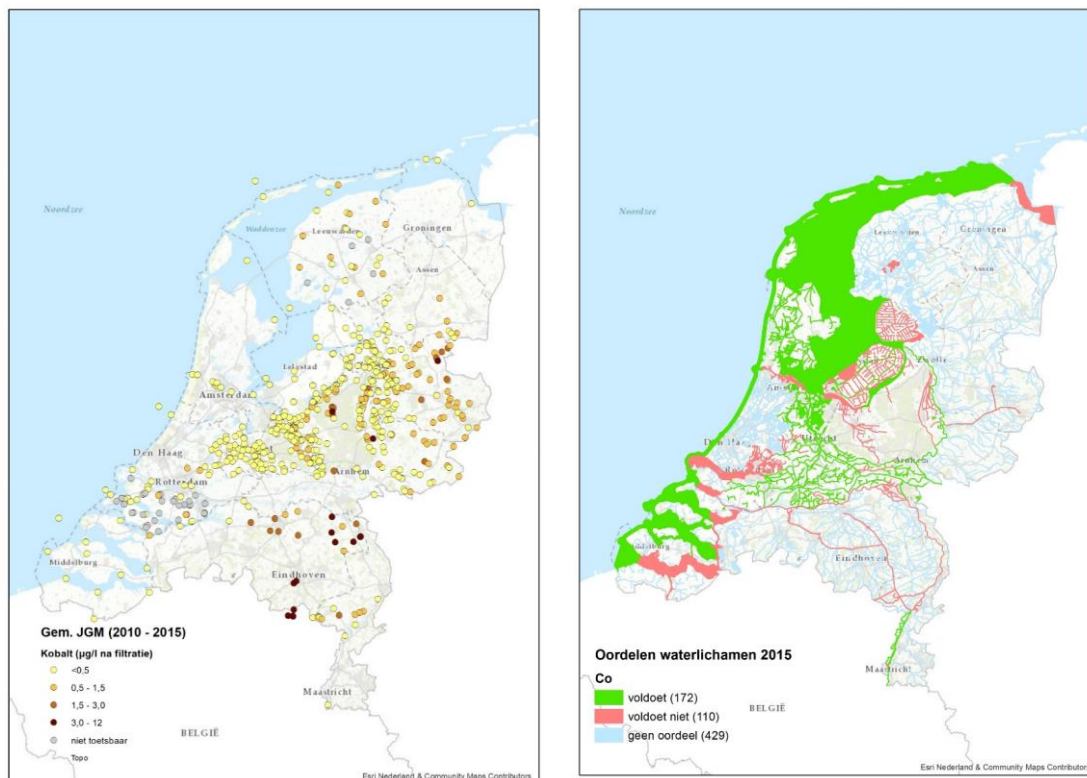 Noordzee
Waddenzee
Leeuwarden
Groningen
Assen
Lelystad
Amsterdam
Den Haag
Rotterdam
Arnhem
Middelburg
Eindhoven
Maastricht
BELGIË
Gem. JGM (2010 - 2015)
Kobalt (µg/l na filtratie)
<0,5
0,5 - 1,5
1,5 - 3,0
3,0 - 12
niet toetsbaar
Topo
Esri Nederland & Community Maps Contributors
Noordzee
Groningen
Assen
Utrecht
Arnhem
Middelburg
Eindhoven
Maastricht
BELGIË
Oordelen waterlichamen 2015
Co
voldoet (172)
voldoet niet (110)
geen oordeel (429)
Esri Nederland & Community Maps Contributors